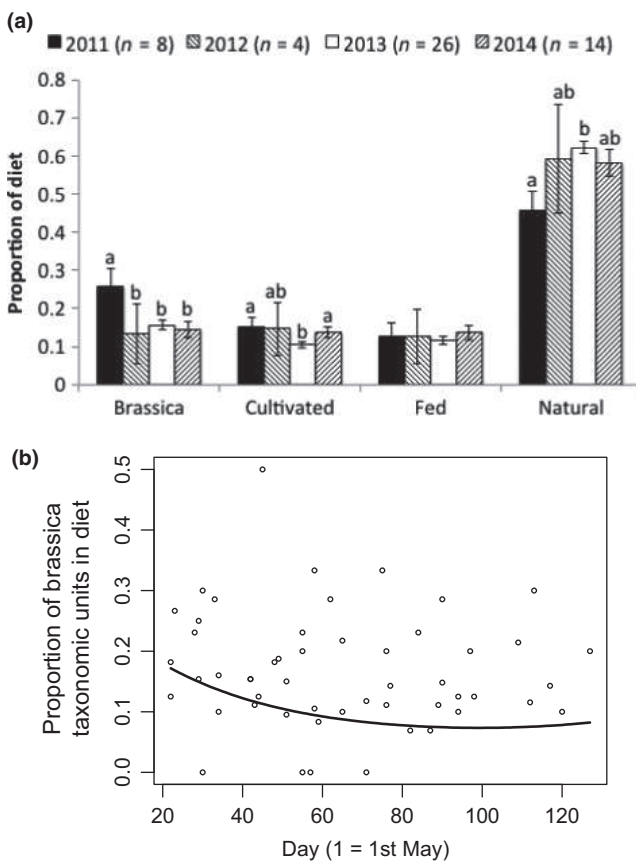 (a)
2011 (n = 8) 2012 (n = 4) 2013 (n = 26) 2014 (n = 14)
Proportion of diet
0.8
0.7
0.6
0.5
0.4
0.3
0.2
0.1
0
a b b b
a ab b a
a ab b ab
Brassica Cultivated Fed Natural
(b)
Proportion of brassica
taxonomic units in diet
0.5
0.4
0.3
0.2
0.1
0.0
20 40 60 80 100 120
Day (1 = 1st May)